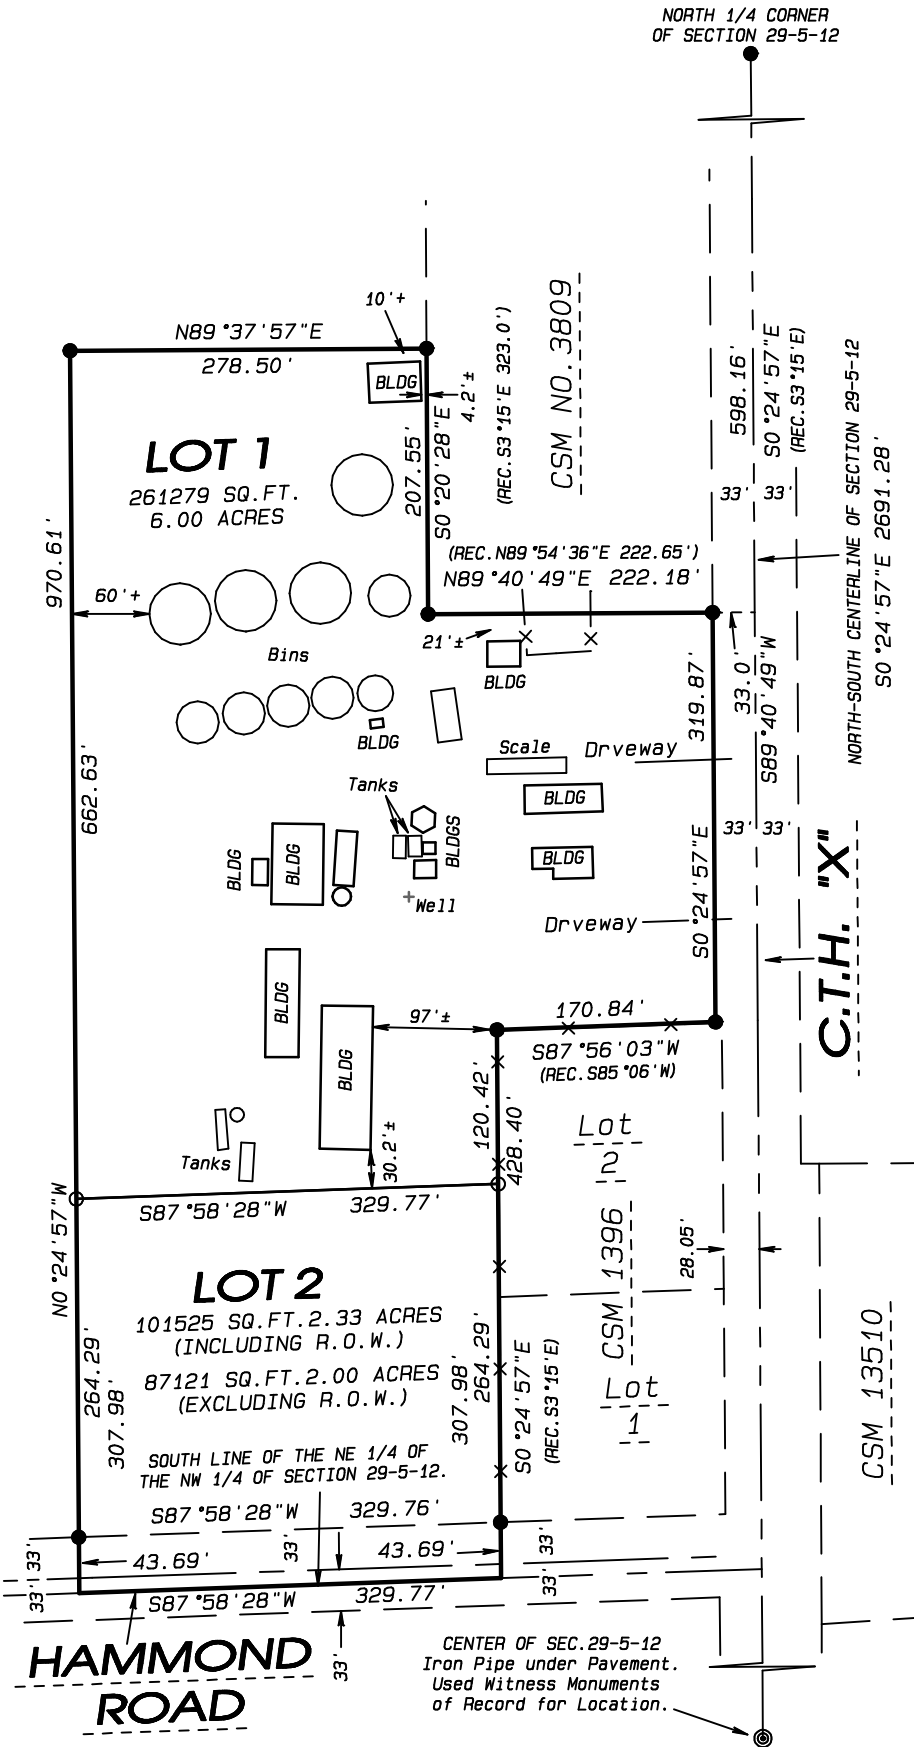 NORTH 1/4 CORNER
OF SECTION 29-5-12
10'+
N89°37'57"E
278.50'
BLDG
4.2'±
207.55'
S0°20'28"E
(REC.S3°15'E 323.0')
CSM NO.3809
598.16'
S0°24'57"E
(REC.S3°15'E)
NORTH-SOUTH CENTERLINE OF SECTION 29-5-12
S0°24'57"E 2691.28'
LOT 1
261279 SQ.FT.
6.00 ACRES
33' 33'
970.61'
60'+
(REC.N89°54'36"E 222.65')
N89°40'49"E 222.18'
Bins
21'±
BLDG
33.0'
S89°40'49"W
319.87'
BLDG
Scale
Drveway
662.63'
Tanks
BLDG
BLDGS
BLDG
BLDG
BLDG
33' 33'
C.T.H. "X"
Well
Drveway
S0°24'57"E
BLDG
97'±
170.84'
S87°56'03"W
(REC.S85°06'W)
BLDG
120.42'
428.40'
Tanks
30.2'±
Lot
2
S87°58'28"W 329.77'
N0°24'57"W
CSM 1396
28.05'
LOT 2
101525 SQ.FT.2.33 ACRES
(INCLUDING R.O.W.)
87121 SQ.FT.2.00 ACRES
(EXCLUDING R.O.W.)
264.29'
307.98'
307.98'
264.29'
S0°24'57"E
(REC.S3°15'E)
Lot
1
CSM 13510
SOUTH LINE OF THE NE 1/4 OF
THE NW 1/4 OF SECTION 29-5-12.
S87°58'28"W 329.76'
33'
33'
33'
43.69'
43.69'
33'
33'
33'
S87°58'28"W 329.77'
HAMMOND
ROAD
33'
CENTER OF SEC.29-5-12
Iron Pipe under Pavement.
Used Witness Monuments
of Record for Location.